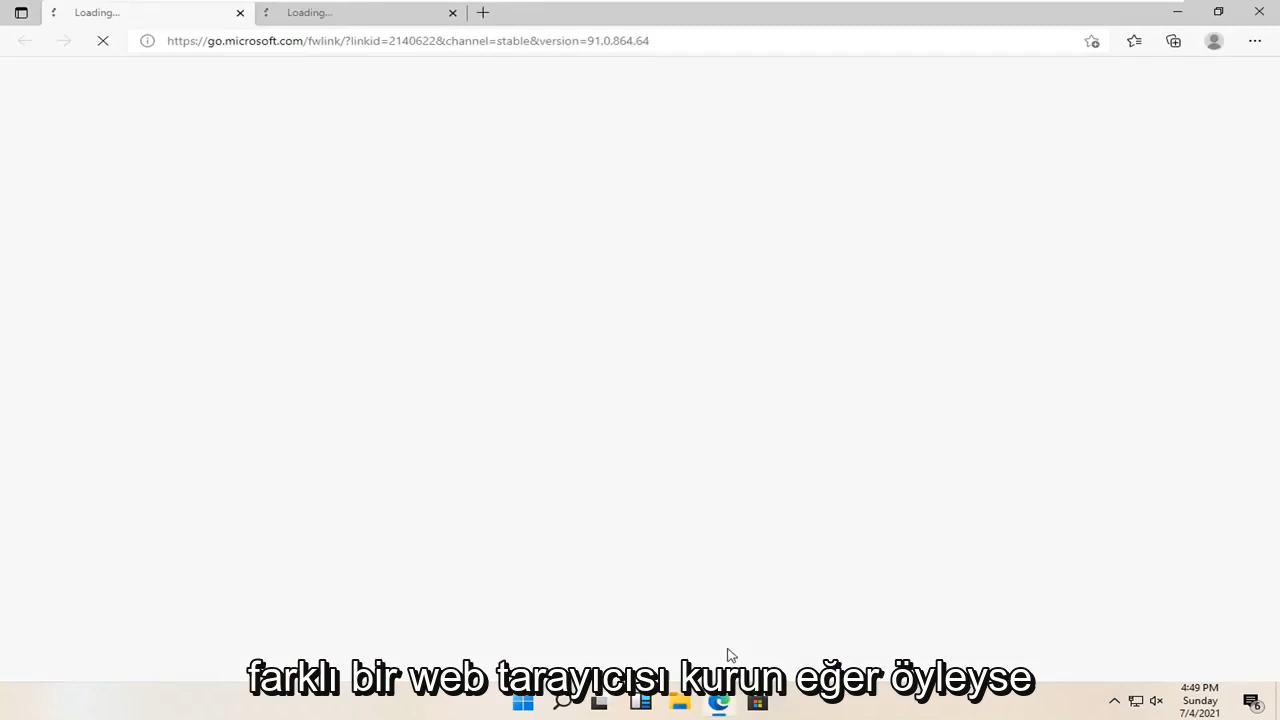 Loading...
Loading...
https://go.microsoft.com/fwlink/?linkid=2140622&channel=stable&version=91.0.864.64
farklı bir web tarayıcısı kurun eğer öyleyse
4:49 PM
Sunday
7/4/2021
6